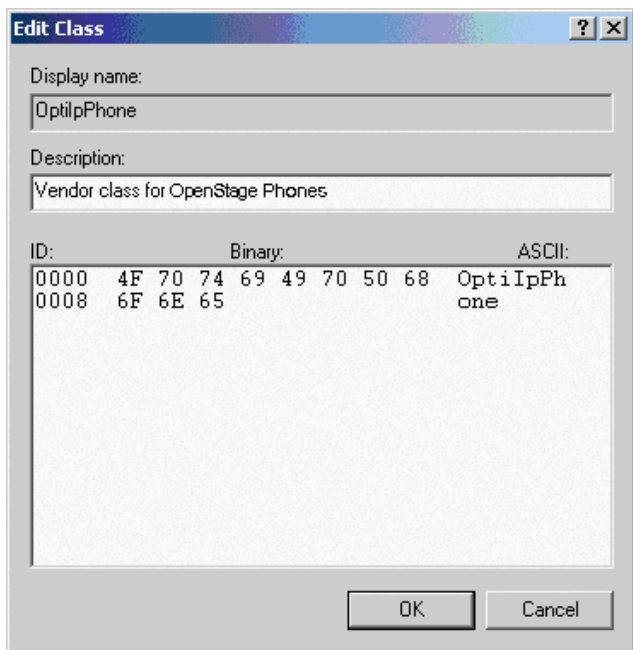 Edit Class
? X
Display name:
OptiIpPhone
Description:
Vendor class for OpenStage Phones
ID: Binary: ASCII:
0000 4F 70 74 69 49 70 50 68 OptiIpPh
0008 6F 6E 65 one
OK Cancel